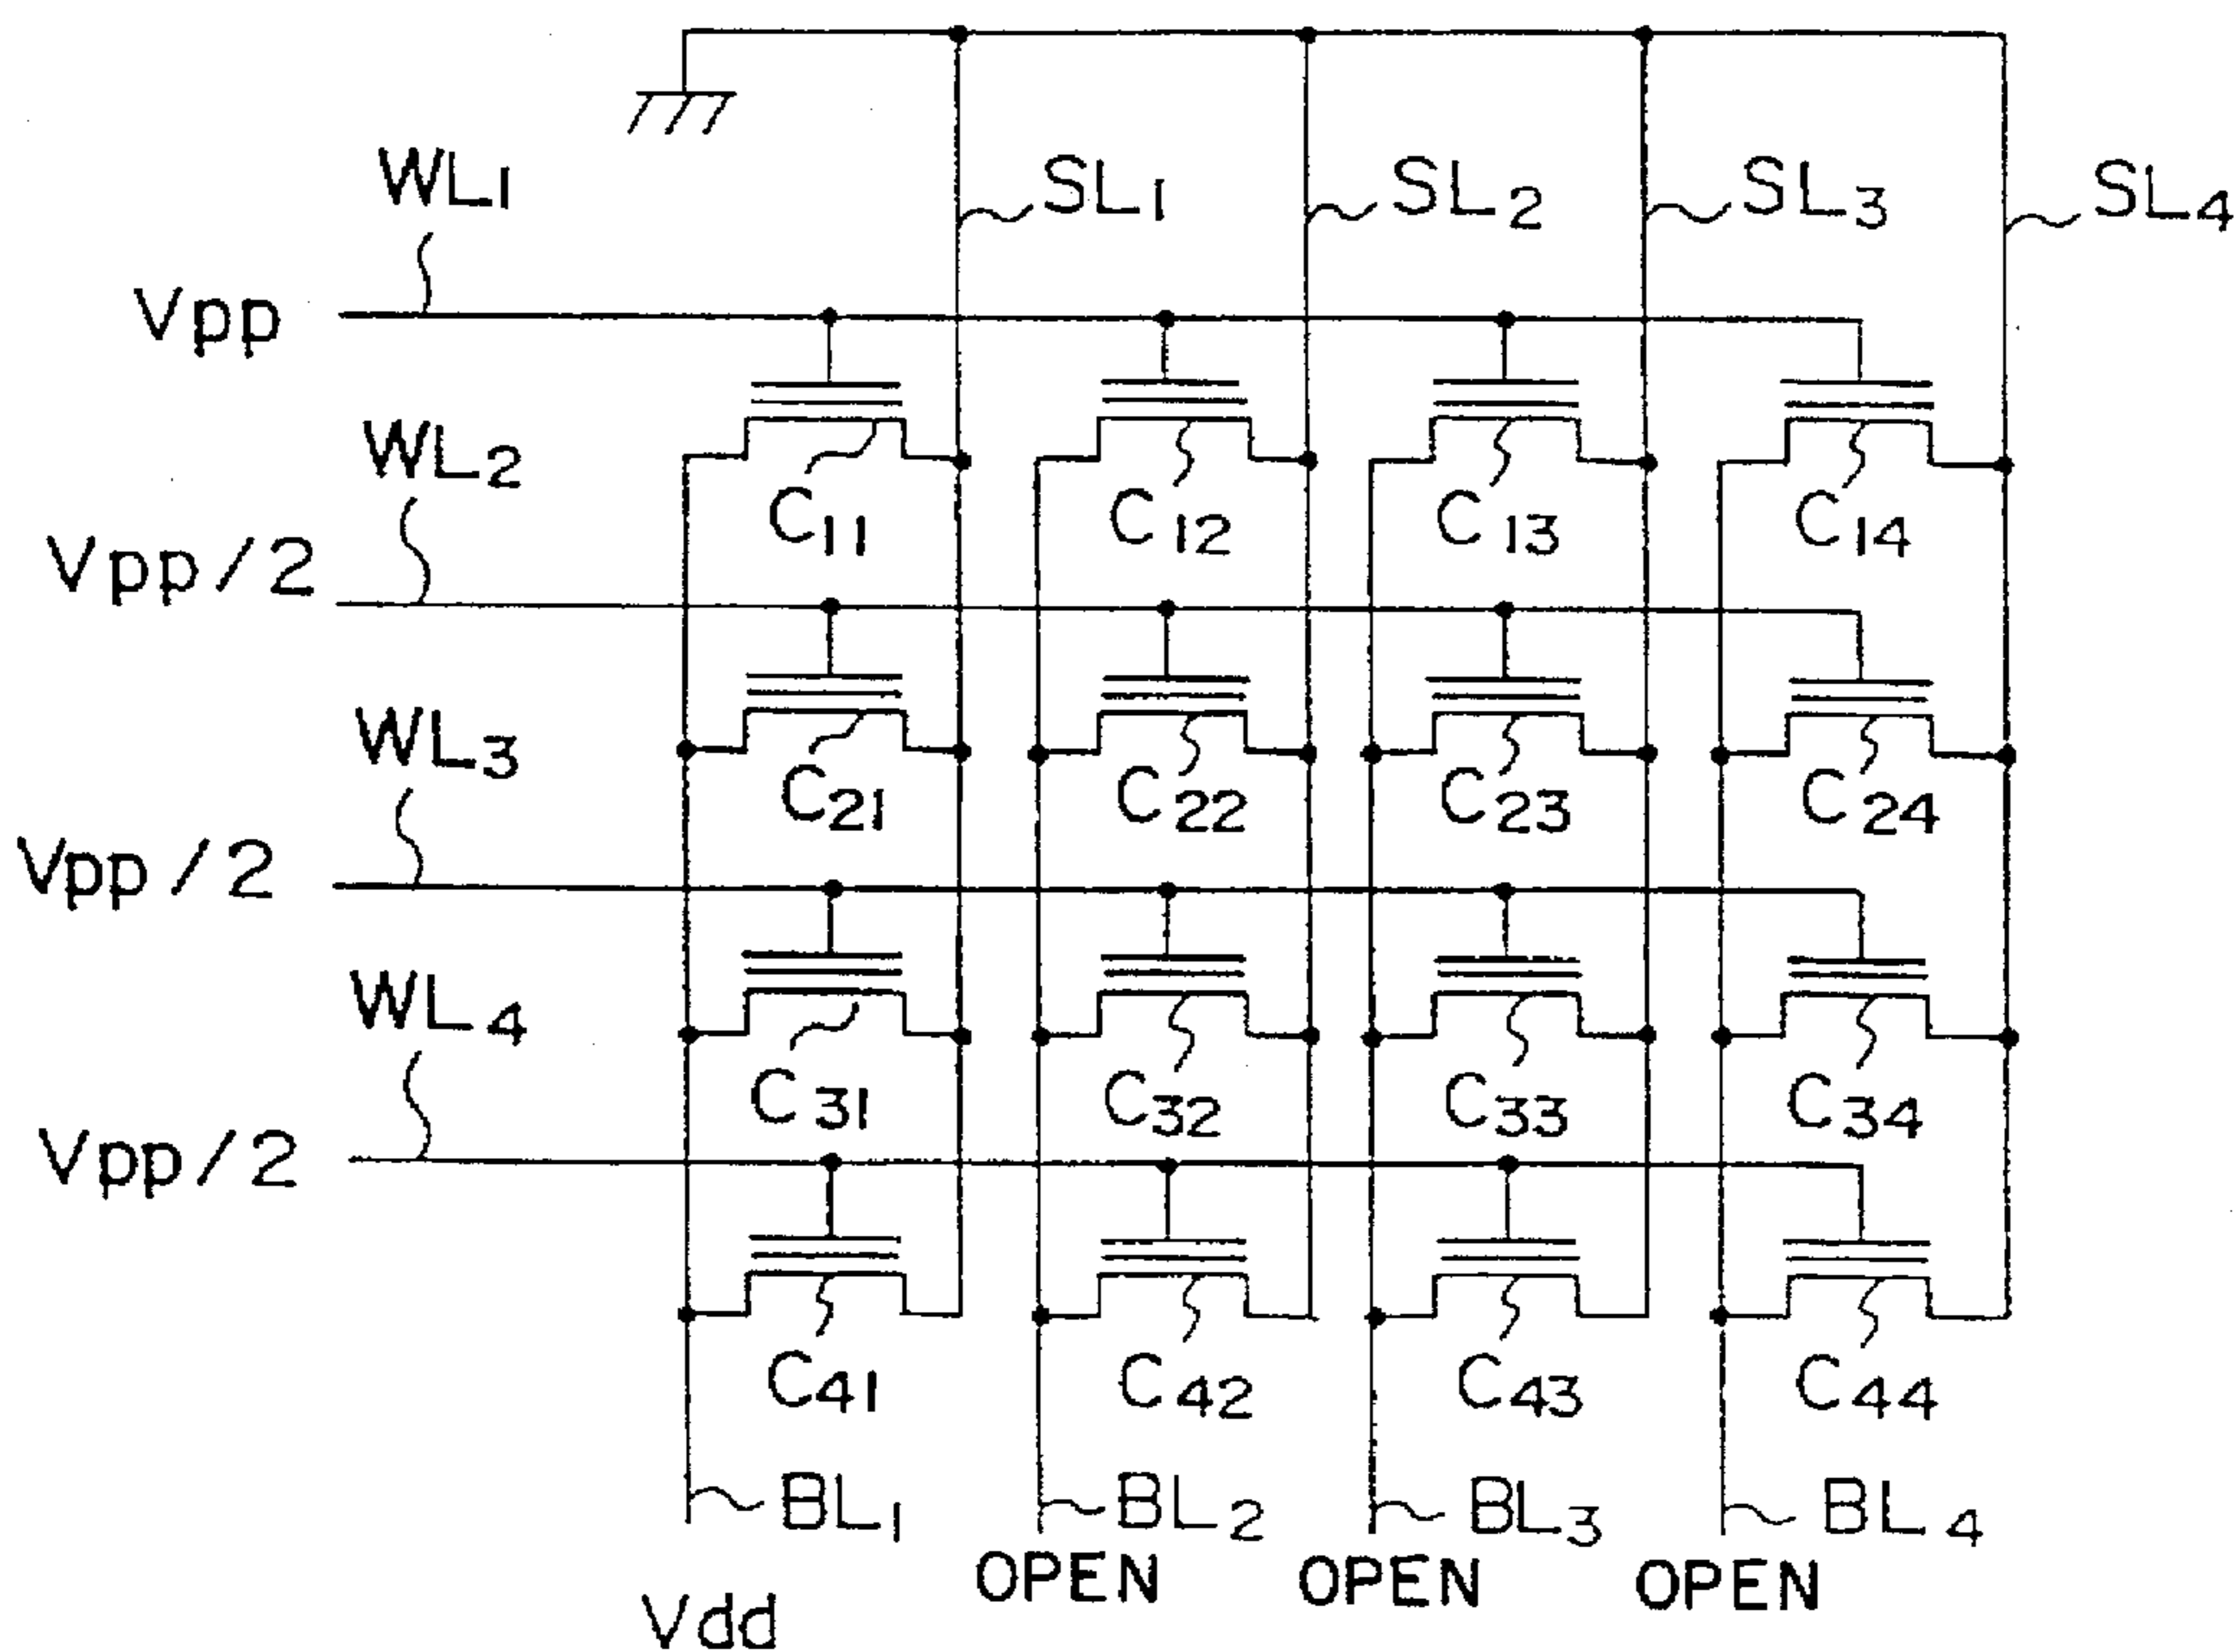 WL1 SL1 SL2 SL3 SL4
Vpp
WL2
C11 C12 C13 C14
Vpp/2
WL3
C21 C22 C23 C24
Vpp/2
WL4
C31 C32 C33 C34
Vpp/2
C41 C42 C43 C44
BL1 BL2 BL3 BL4
Vdd OPEN OPEN OPEN